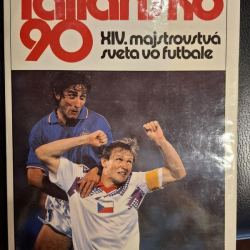 Taliansko
90
XIV. majstrovstvá
sveta vo futbale